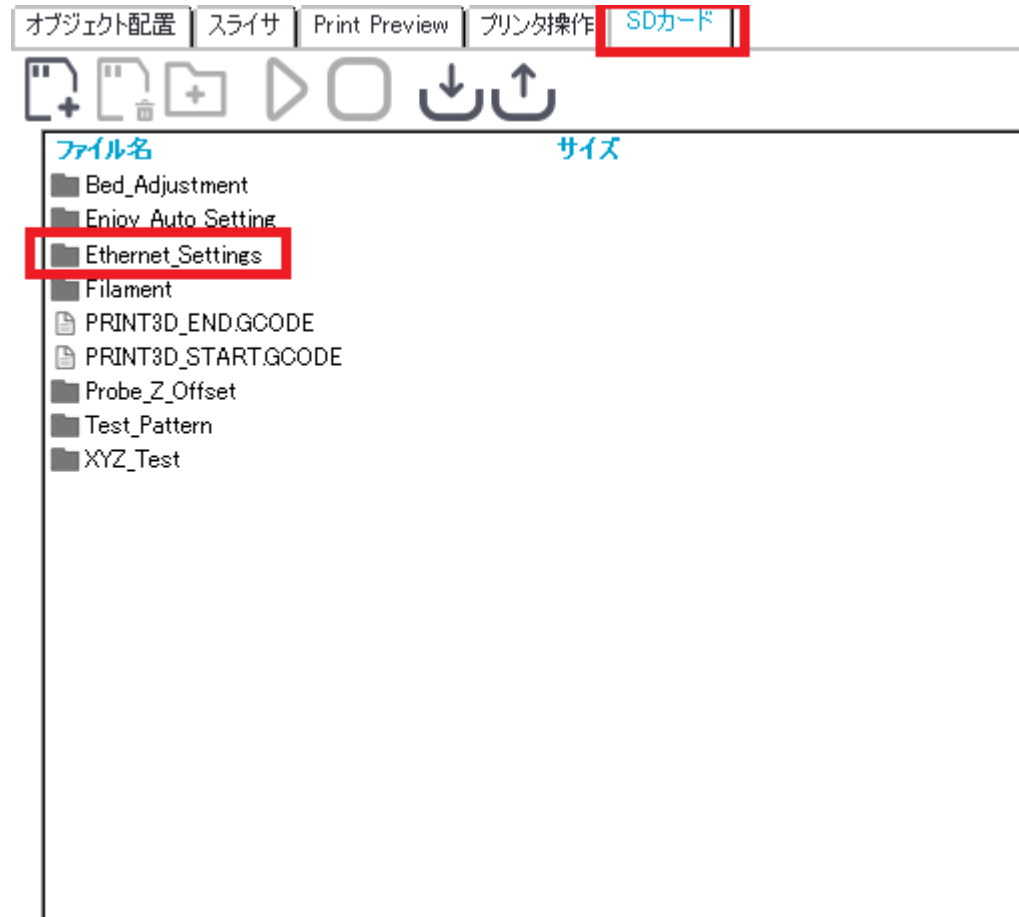 オブジェクト配置 スライサ Print Preview プリンタ操作 SDカード
ファイル名 サイズ
Bed_Adjustment
Enjoy_Auto_Setting
Ethernet_Settings
Filament
PRINT3D_END.GCODE
PRINT3D_START.GCODE
Probe_Z_Offset
Test_Pattern
XYZ_Test